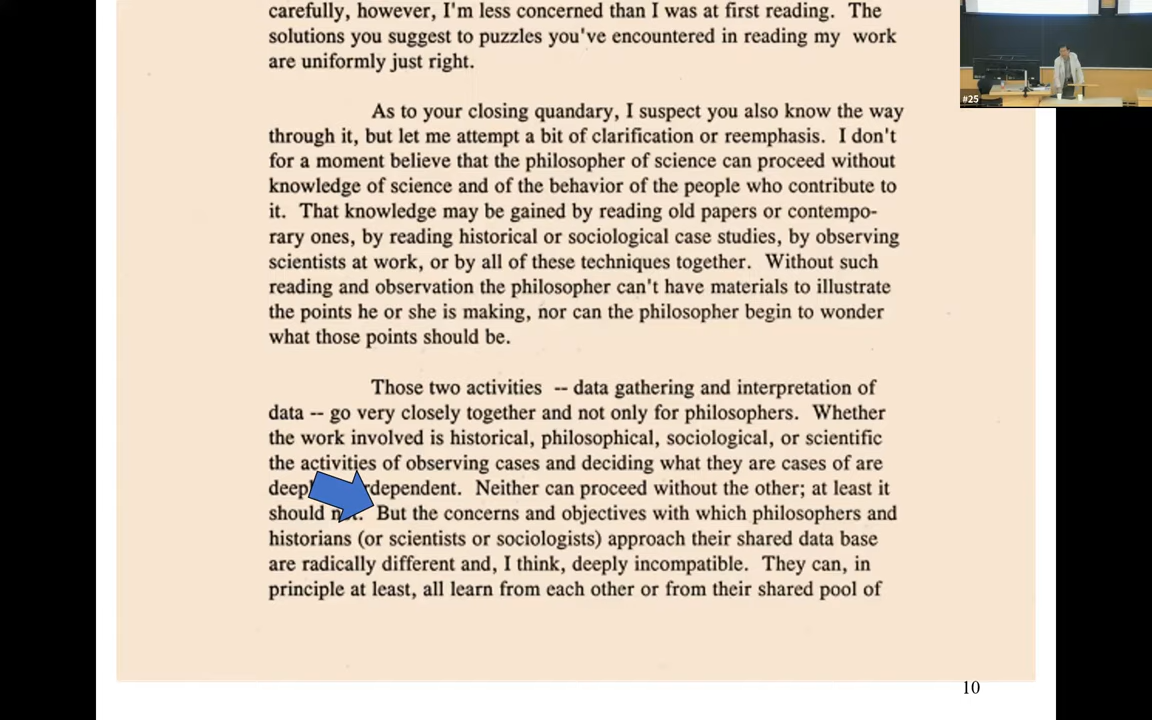 carefully, however, I'm less concerned than I was at first reading. The
solutions you suggest to puzzles you've encountered in reading my work
are uniformly just right.
#25
As to your closing quandary, I suspect you also know the way
through it, but let me attempt a bit of clarification or reemphasis. I don't
for a moment believe that the philosopher of science can proceed without
knowledge of science and of the behavior of the people who contribute to
it. That knowledge may be gained by reading old papers or contempo-
rary ones, by reading historical or sociological case studies, by observing
scientists at work, or by all of these techniques together. Without such
reading and observation the philosopher can't have materials to illustrate
the points he or she is making, nor can the philosopher begin to wonder
what those points should be.
Those two activities -- data gathering and interpretation of
data -- go very closely together and not only for philosophers. Whether
the work involved is historical, philosophical, sociological, or scientific
the activities of observing cases and deciding what they are cases of are
deep dependent. Neither can proceed without the other; at least it
should But the concerns and objectives with which philosophers and
historians (or scientists or sociologists) approach their shared data base
are radically different and, I think, deeply incompatible. They can, in
principle at least, all learn from each other or from their shared pool of
10